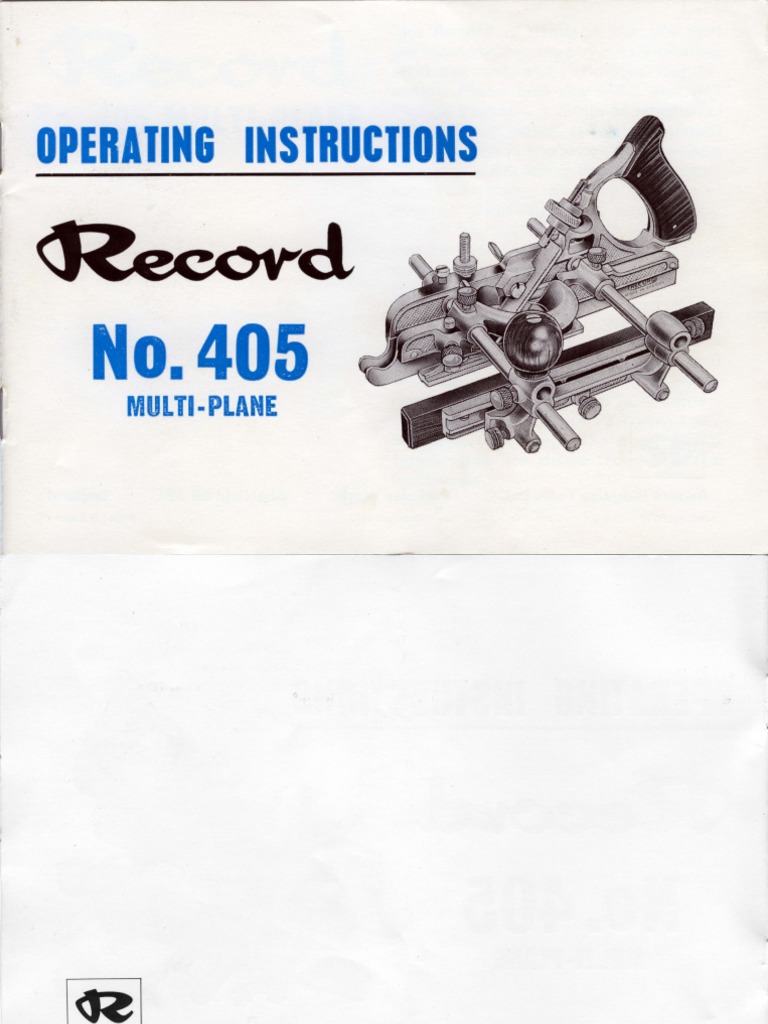 OPERATING INSTRUCTIONS
Record
No. 405
MULTI-PLANE
R